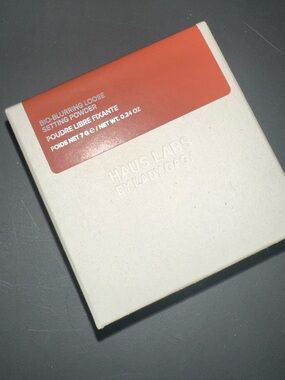 BIO-BLURRING LOOSE
SETTING POWDER
POUDRE LIBRE FIXANTE
POIDS NET 7 G ℮ / NET WT. 0.24 OZ.
HAUS LABS
BY LADY GAGA